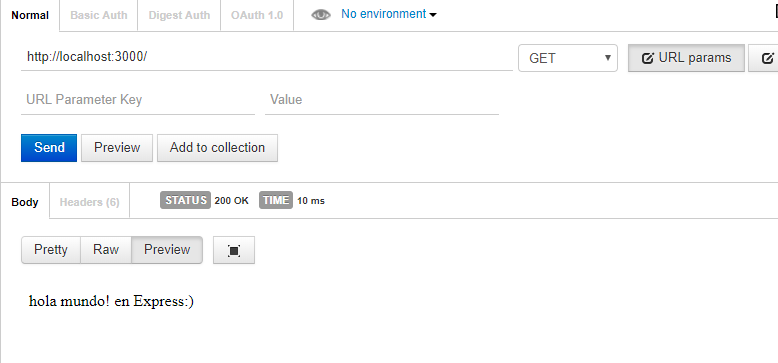 Normal Basic Auth Digest Auth OAuth 1.0 No environment
http://localhost:3000/ GET URL params
URL Parameter Key Value
Send Preview Add to collection
Body Headers (6) STATUS 200 OK TIME 10 ms
Pretty Raw Preview
hola mundo! en Express:)